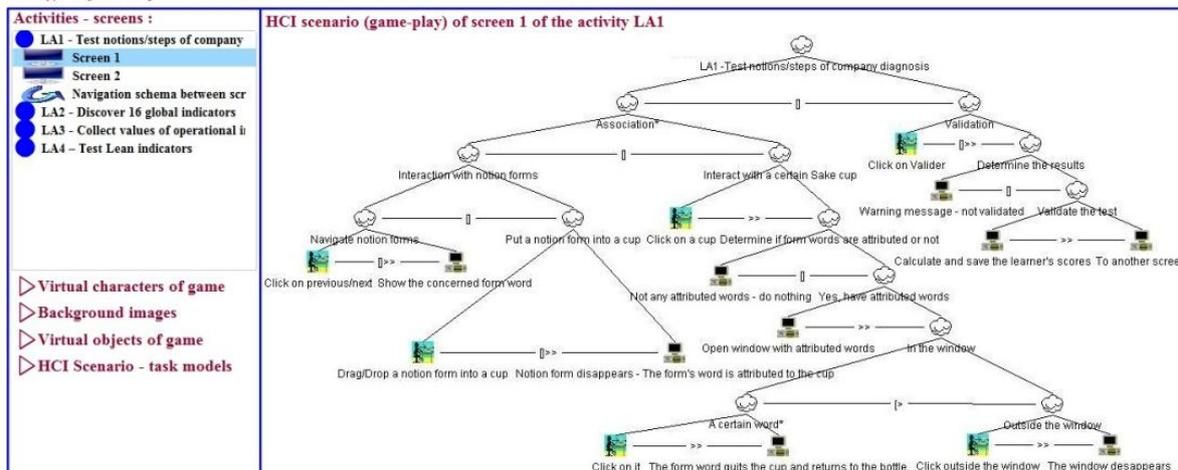 Activities - screens :
LA1 - Test notions/steps of company
Screen 1
Screen 2
Navigation schema between scr
LA2 - Discover 16 global indicators
LA3 - Collect values of operational i
LA4 – Test Lean indicators
Virtual characters of game
Background images
Virtual objects of game
HCI Scenario - task models
HCI scenario (game-play) of screen 1 of the activity LA1
LA1 -Test notions/steps of company diagnosis
[]
Association* Validation
[] []>>
Interaction with notion forms Interact with a certain Sake cup Click on Valider Determine the results
[] >> []
Warning message - not validated Validate the test
Navigate notion forms Put a notion form into a cup Click on a cup Determine if form words are attributed or not
[]>> [] >>
Calculate and save the learner's scores To another scree
Click on previous/next Show the concerned form word
Not any attributed words - do nothing Yes, have attributed words
>>
Open window with attributed words In the window
[]>>
Drag/Drop a notion form into a cup Notion form disappears - The form's word is attributed to the cup
[>
A certain word* Outside the window
>> >>
Click on it The form word quits the cup and returns to the bottle Click outside the window The window desappears